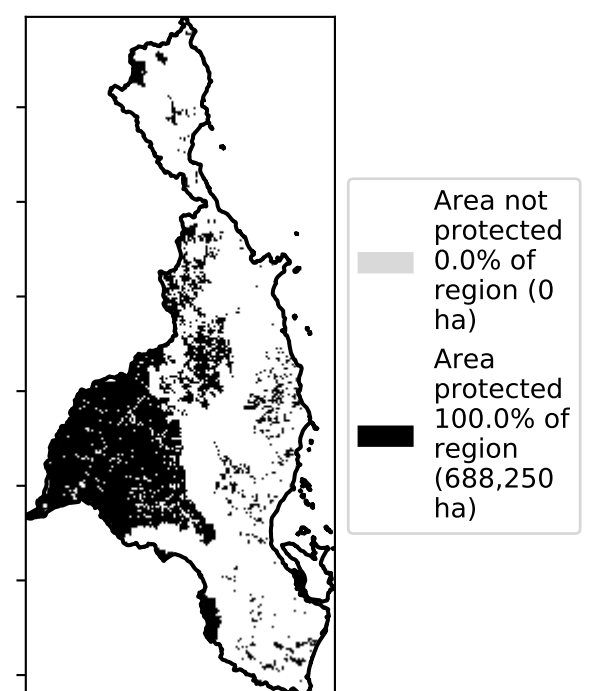 Area not
protected
0.0% of
region (0
ha)
Area
protected
100.0% of
region
(688,250
ha)